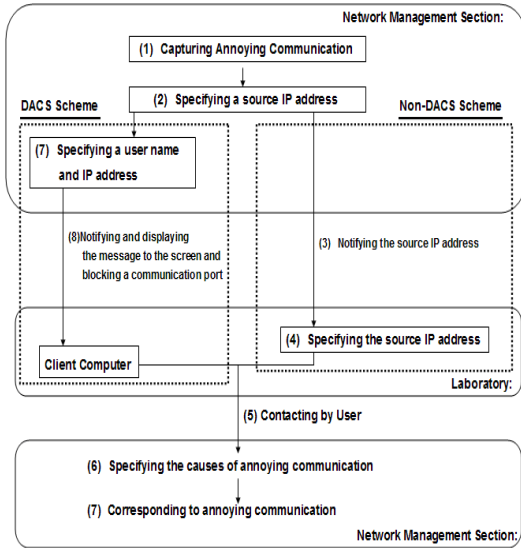 Network Management Section:
(1) Capturing Annoying Communication
(2) Specifying a source IP address
DACS Scheme
Non-DACS Scheme
(7) Specifying a user name
and IP address
(8)Notifying and displaying
the message to the screen and
blocking a communication port
(3) Notifying the source IP address
(4) Specifying the source IP address
Client Computer
Laboratory:
(5) Contacting by User
(6) Specifying the causes of annoying communication
(7) Corresponding to annoying communication
Network Management Section: